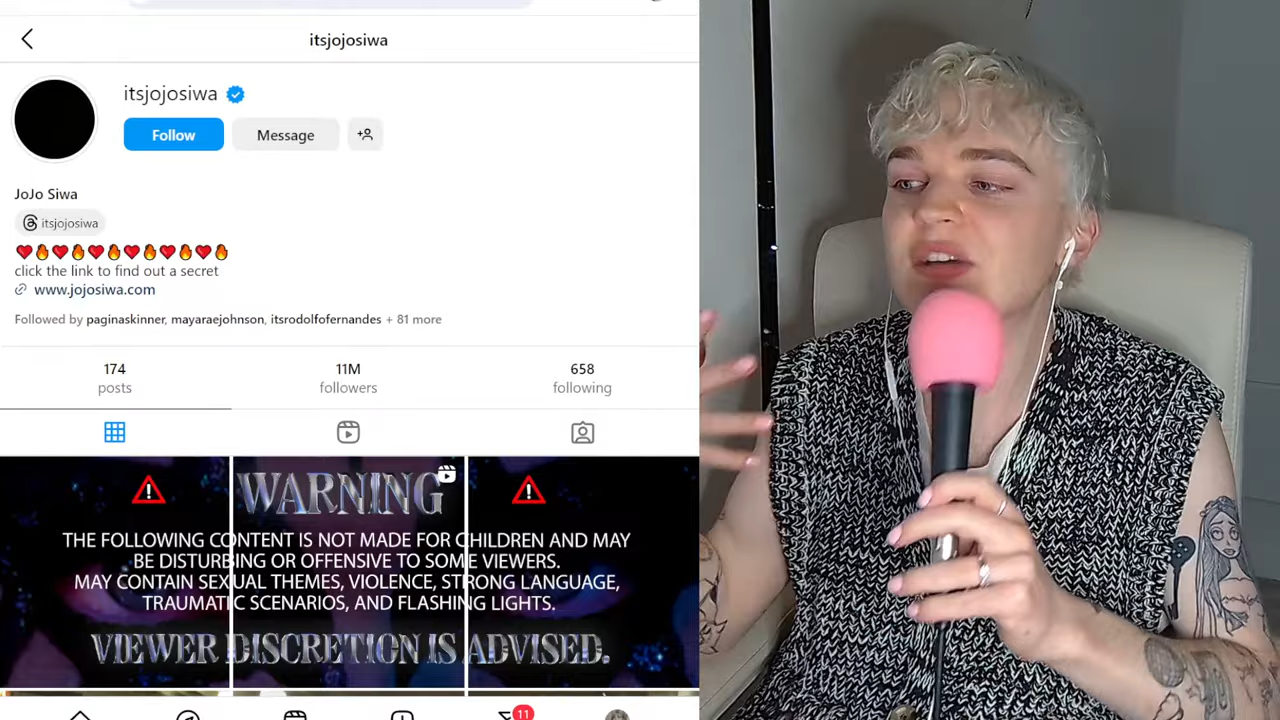 itsjojosiwa
itsjojosiwa
Follow
Message
JoJo Siwa
itsjojosiwa
click the link to find out a secret
www.jojosiwa.com
Followed by paginaskinner, mayaraejohnson, itsrodolfofernandes + 81 more
174
posts
11M
followers
658
following
WARNING
THE FOLLOWING CONTENT IS NOT MADE FOR CHILDREN AND MAY
BE DISTURBING OR OFFENSIVE TO SOME VIEWERS.
MAY CONTAIN SEXUAL THEMES, VIOLENCE, STRONG LANGUAGE,
TRAUMATIC SCENARIOS, AND FLASHING LIGHTS.
VIEWER DISCRETION IS ADVISED.
11